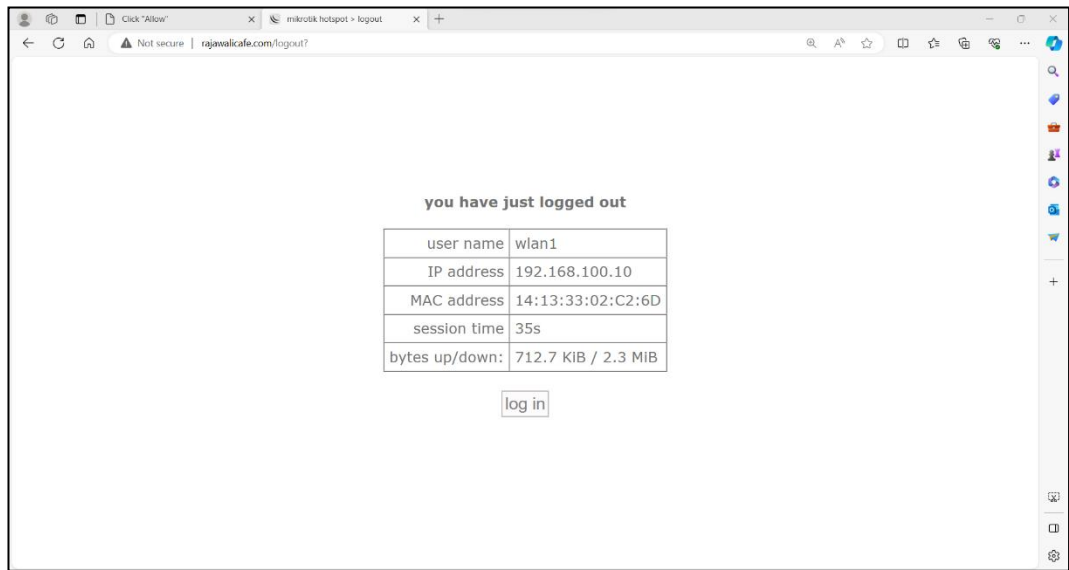 Click "Allow"
mikrotik hotspot > logout
Not secure | rajawalicafe.com/logout?
you have just logged out
user name wlan1
IP address 192.168.100.10
MAC address 14:13:33:02:C2:6D
session time 35s
bytes up/down: 712.7 KiB / 2.3 MiB
log in